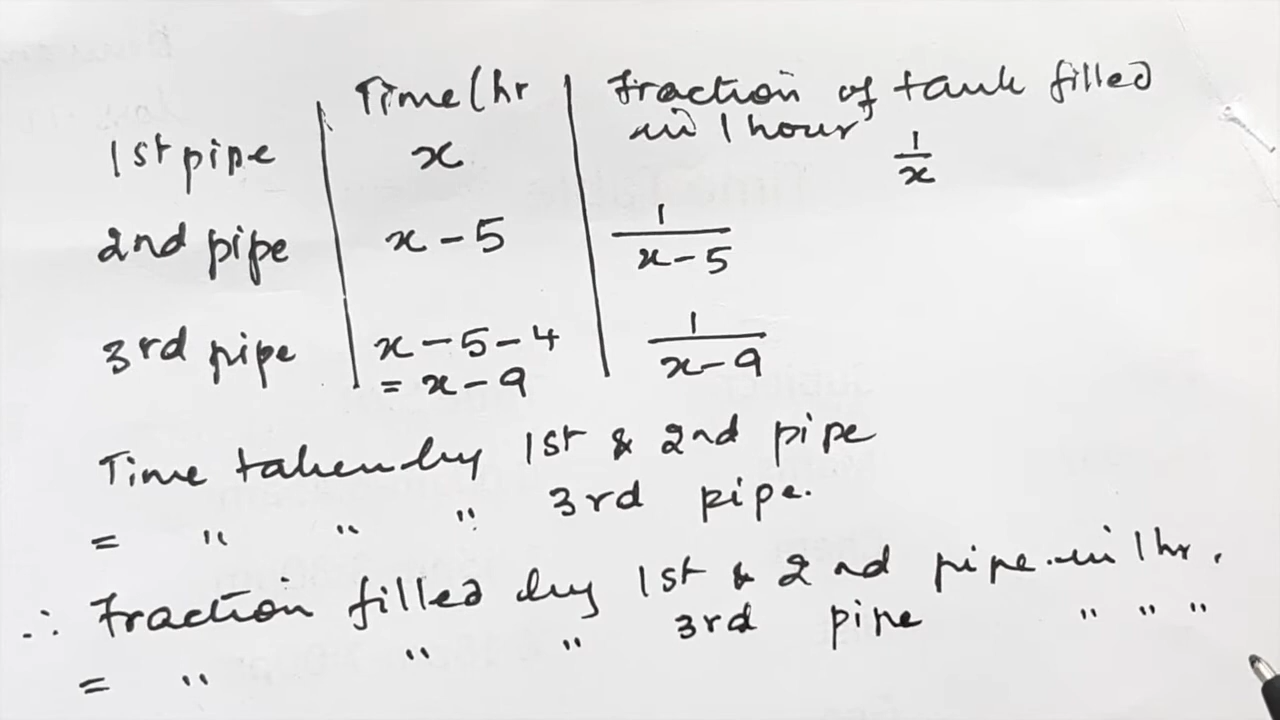 Time (hr | Fraction of tank filled in 1 hour
1st pipe | x | 1/x
2nd pipe | x - 5 | 1/(x - 5)
3rd pipe | x - 5 - 4 | 1/(x - 9)
= x - 9
Time taken by 1st & 2nd pipe
= " " " 3rd pipe.
∴ Fraction filled by 1st & 2nd pipe in 1 hr.
= " " " 3rd pipe " " "